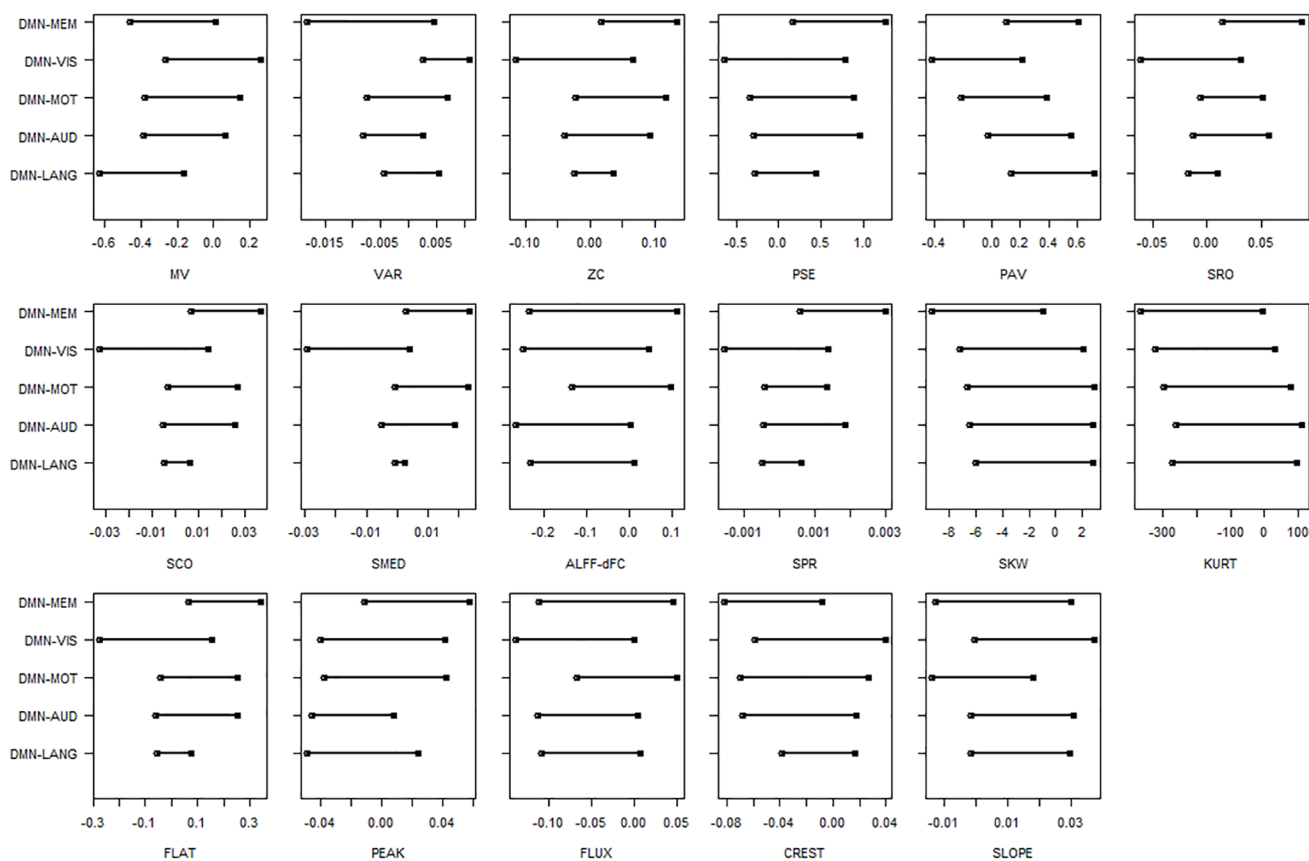 DMN-MEM
DMN-VIS
DMN-MOT
DMN-AUD
DMN-LANG
-0.6 -0.2 0.0 0.2
-0.015 -0.005 0.005
0.00 0.10
-0.5 0.0 0.5 1.0
-0.4 0.0 0.2 0.4 0.6
-0.05 0.00 0.05
MV VAR ZC PSE PAV SRO
DMN-MEM
DMN-VIS
DMN-MOT
DMN-AUD
DMN-LANG
-0.03 -0.01 0.01 0.03
-0.03 -0.01 0.01
-0.2 -0.1 0.0 0.1
-0.001 0.001 0.003
-8 -6 -4 -2 0 2
-300 -100 0 100
SCO SMED ALFF-dFC SPR SKW KURT
DMN-MEM
DMN-VIS
DMN-MOT
DMN-AUD
DMN-LANG
-0.3 -0.1 0.1 0.3
-0.04 0.00 0.04
-0.10 0.00 0.05
-0.08 -0.04 0.00 0.04
-0.01 0.01 0.03
FLAT PEAK FLUX CREST SLOPE